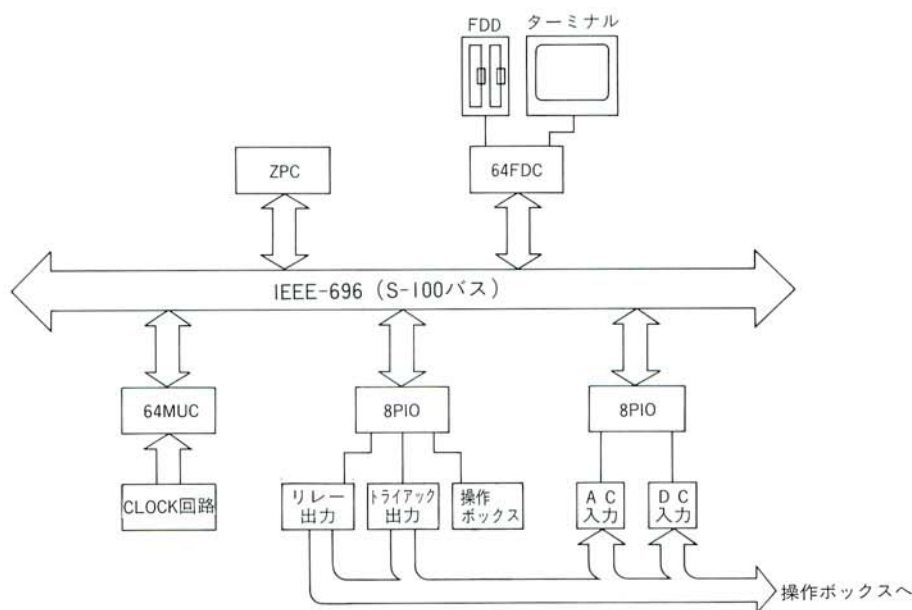 FDD
ターミナル
ZPC
64FDC
IEEE-696 (S-100バス)
64MUC
8PIO
8PIO
CLOCK回路
リレー
出力
トライアック
出力
操作
ボックス
AC
入力
DC
入力
操作ボックスへ